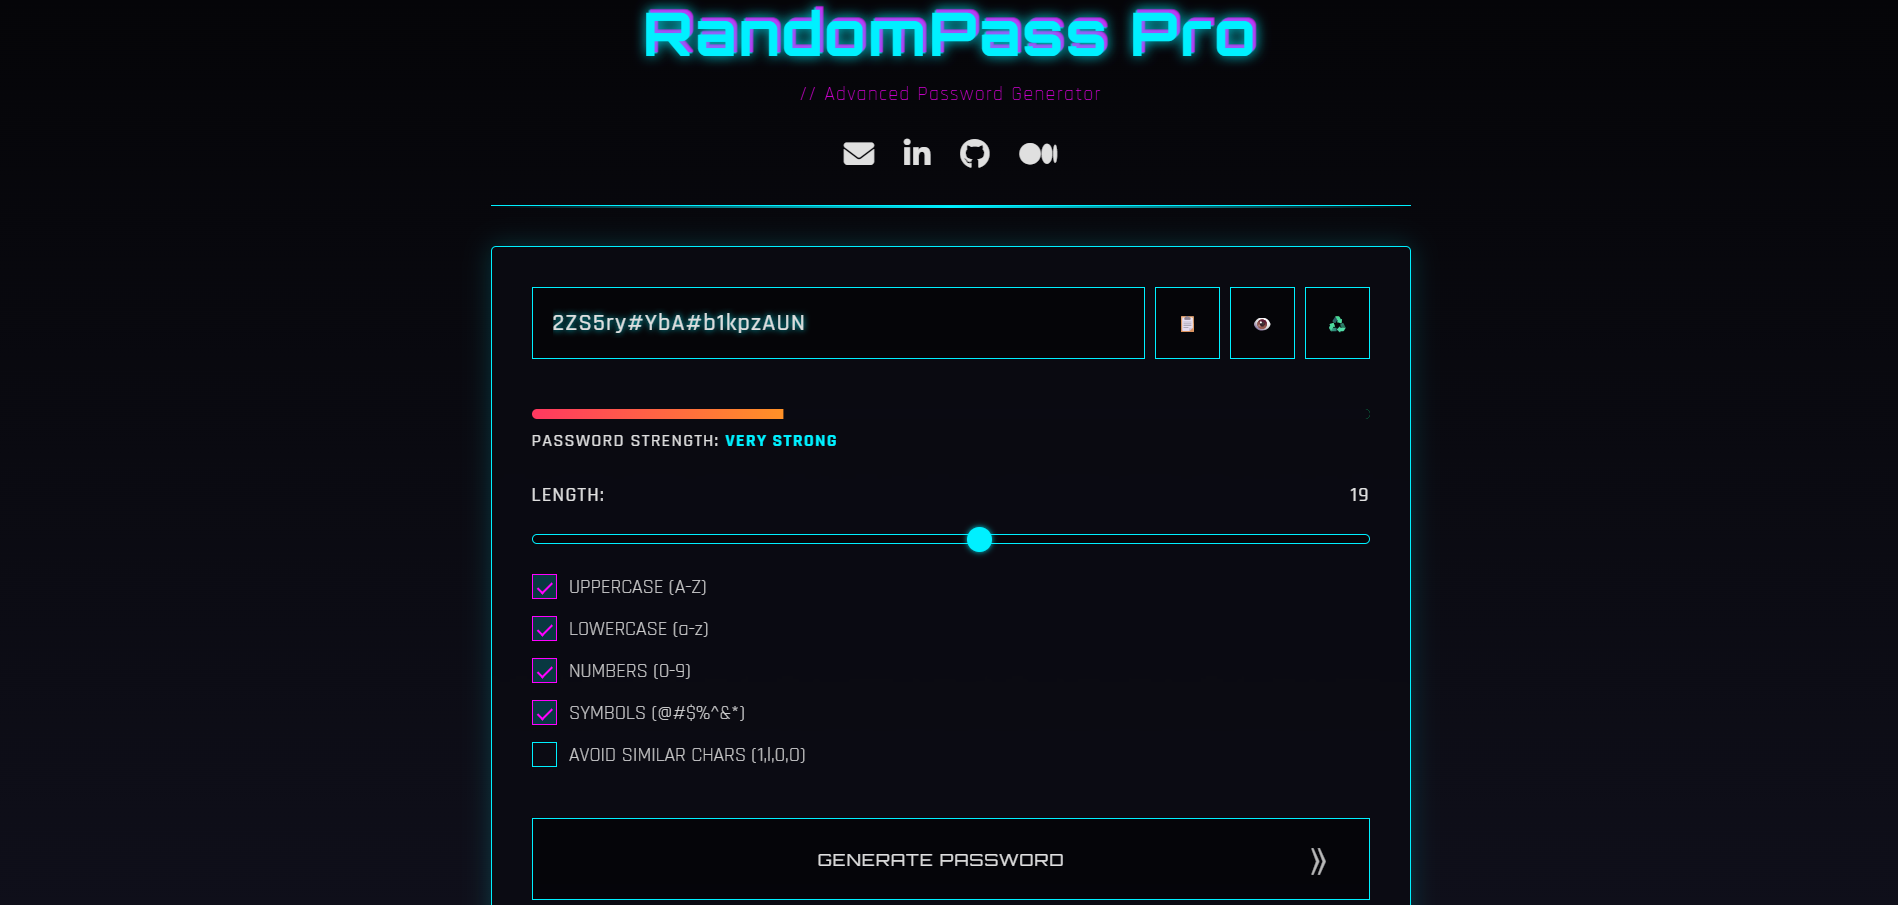 RandomPass Pro
// Advanced Password Generator
2ZS5ry#YbA#b1kpzAUN
PASSWORD STRENGTH: VERY STRONG
LENGTH: 19
UPPERCASE (A-Z)
LOWERCASE (a-z)
NUMBERS (0-9)
SYMBOLS (@#$%^&*)
AVOID SIMILAR CHARS (1,l,0,O)
GENERATE PASSWORD